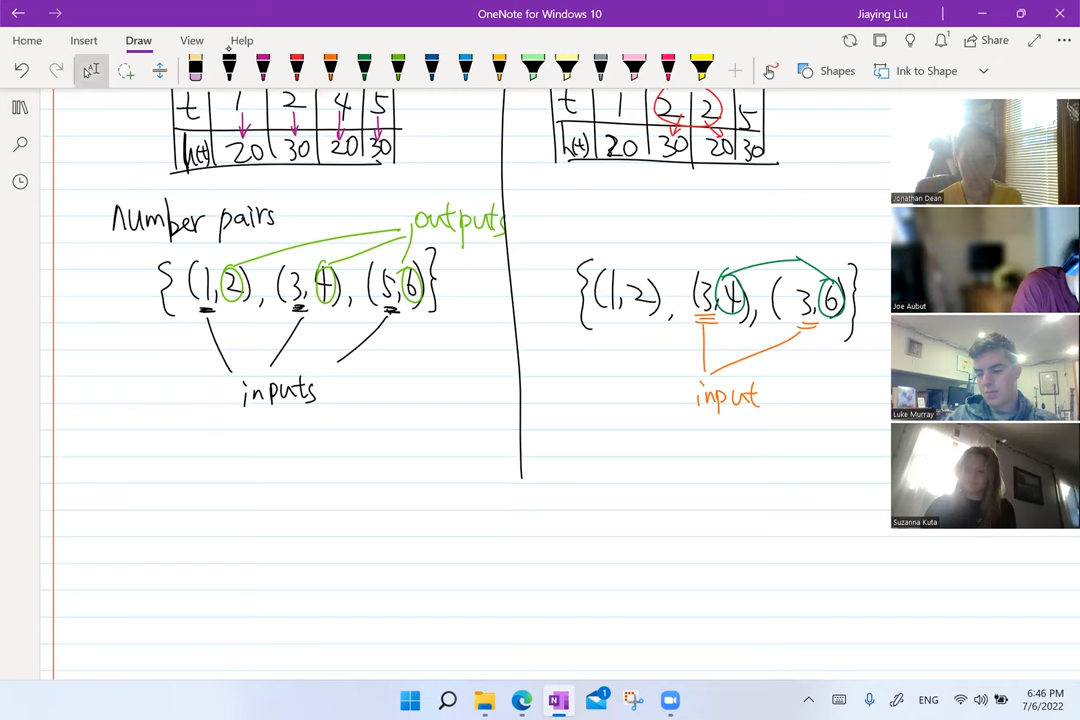 OneNote for Windows 10
Jiaying Liu
Home Insert Draw View Help
Share
Shapes
Ink to Shape
t 1 2 4 5
h(t) 20 30 20 30
t 1 2 2 5
h(t) 20 30 20 30
Number pairs
outputs
{(1,2), (3,4), (5,6)}
inputs
{(1,2), (3,4), (3,6)}
input
Jonathan Dean
Joe Aubut
Luke Murray
Suzanna Kuta
1
ENG
6:46 PM
7/6/2022